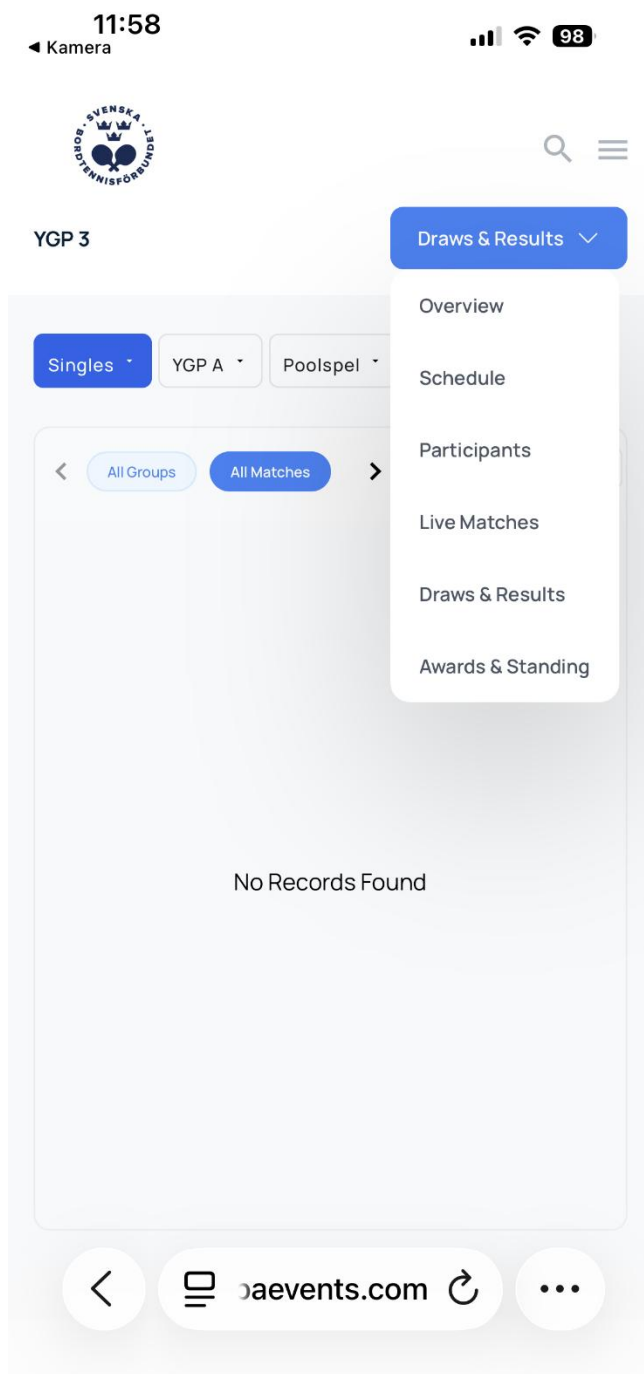 11:58
98
◀ Kamera
SVENSKA BORDTENNISFÖRBUNDET
YGP 3
Draws & Results
Overview
Schedule
Participants
Live Matches
Draws & Results
Awards & Standing
Singles
YGP A
Poolspel
All Groups
All Matches
No Records Found
aevents.com